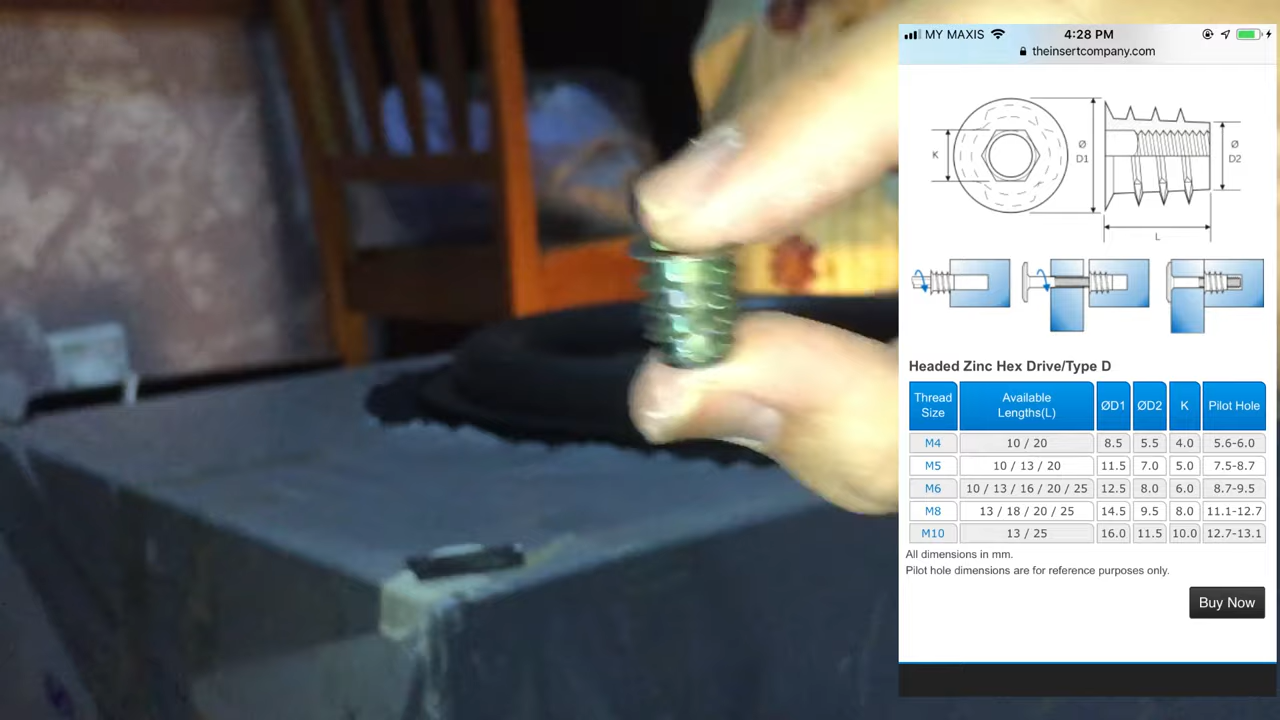 MY MAXIS 4:28 PM
theinsertcompany.com
K
Ø
D1
Ø
D2
L
Headed Zinc Hex Drive/Type D
Thread Size Available Lengths(L) ØD1 ØD2 K Pilot Hole
M4 10 / 20 8.5 5.5 4.0 5.6-6.0
M5 10 / 13 / 20 11.5 7.0 5.0 7.5-8.7
M6 10 / 13 / 16 / 20 / 25 12.5 8.0 6.0 8.7-9.5
M8 13 / 18 / 20 / 25 14.5 9.5 8.0 11.1-12.7
M10 13 / 25 16.0 11.5 10.0 12.7-13.1
All dimensions in mm.
Pilot hole dimensions are for reference purposes only.
Buy Now